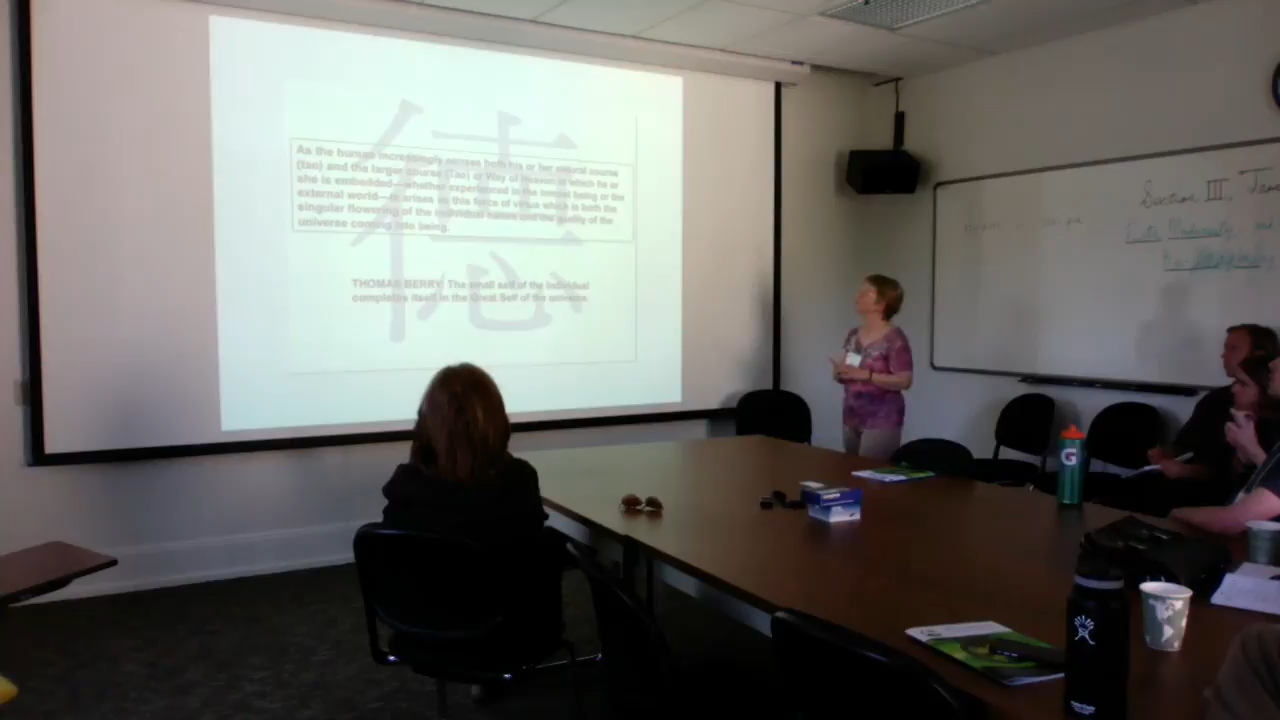 德
As the human increasingly senses both his or her natural course
(tao) and the larger course (Tao) or Way of Heaven in which he or
she is embedded—whether experienced in the inner being or the
external world— arises in this force of virtue which is both the
singular flowering of the individual nature and the quality of the
universe coming into being.
THOMAS BERRY: The small self of the individual
completes itself in the Great Self of the universe.
Section III,
Late Modernity
G